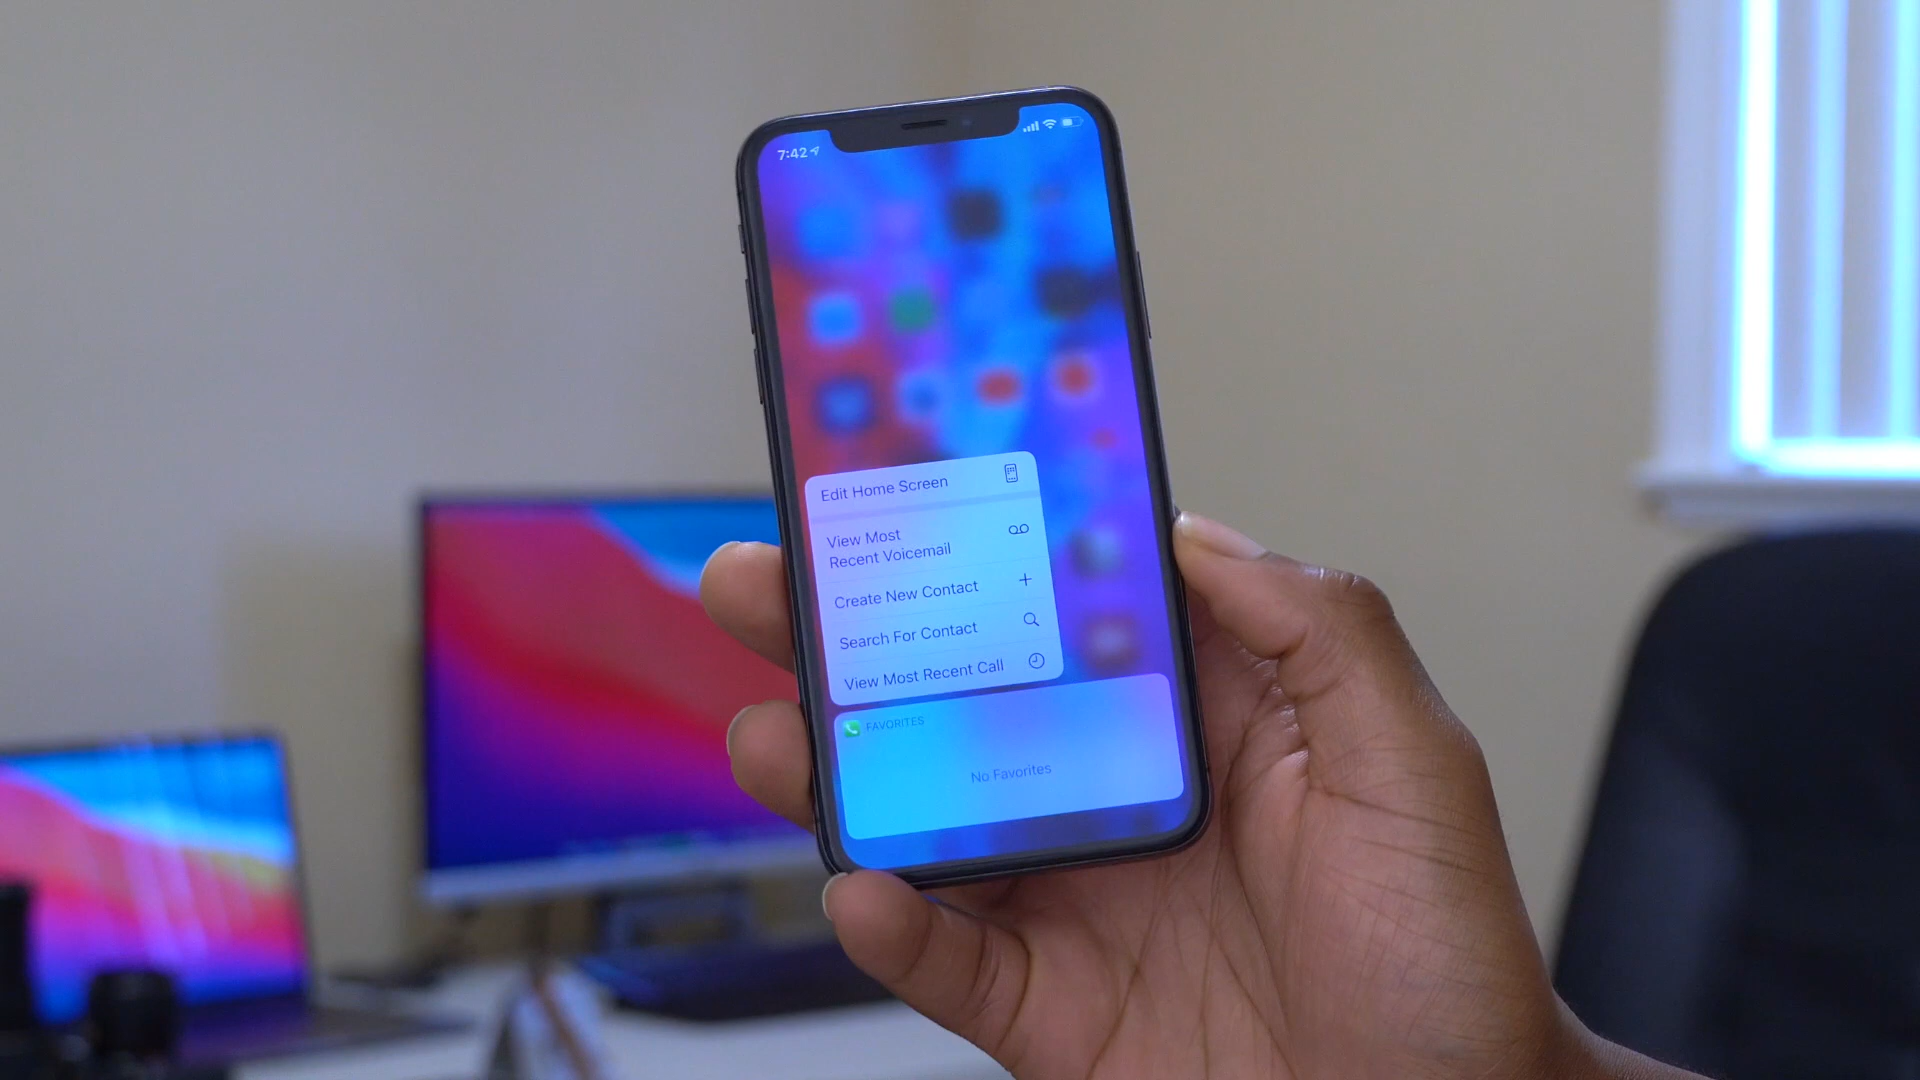 7:42
Edit Home Screen
View Most
Recent Voicemail
Create New Contact
Search For Contact
View Most Recent Call
FAVORITES
No Favorites